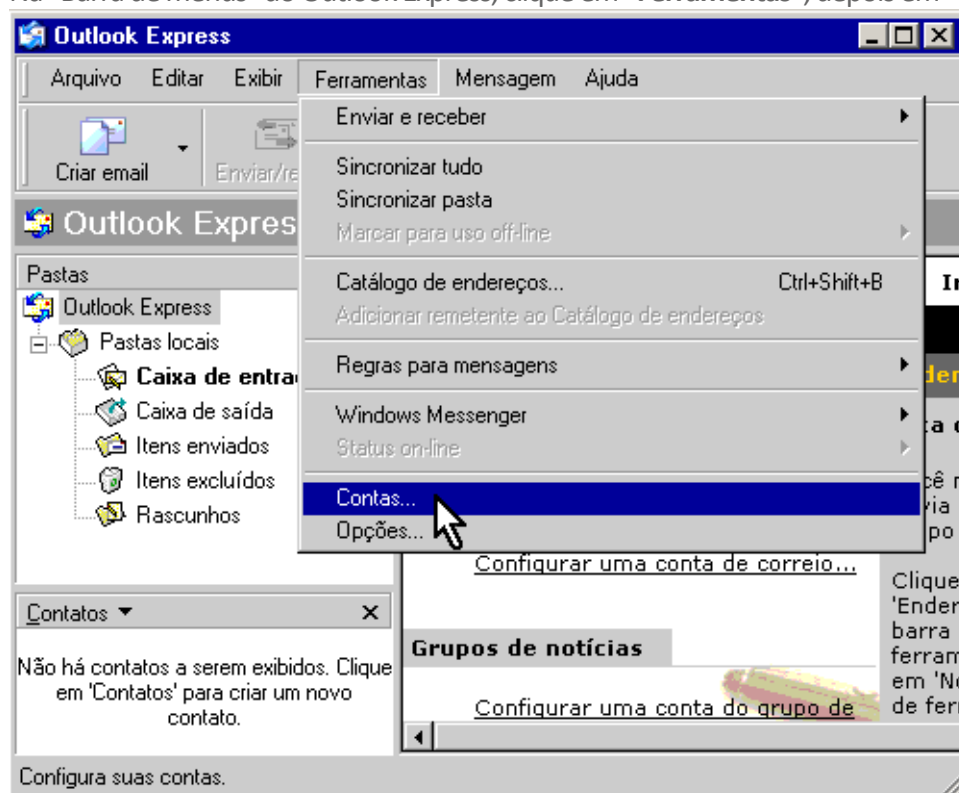 Outlook Express
Arquivo Editar Exibir Ferramentas Mensagem Ajuda
Criar email
Outlook
Enviar e receber
Sincronizar tudo
Sincronizar pasta
Marcar para uso off-line
Catálogo de endereços... Ctrl+Shift+B
Adicionar remetente ao Catálogo de endereços
Regras para mensagens
Windows Messenger
Status on-line
Contas...
Opções...
Pastas
Outlook Express
Pastas locais
Caixa de
Caixa de saída
Itens enviados
Itens excluídos
Rascunhos
Contatos
Não há contatos a serem exibidos. Clique
em 'Contatos' para criar um novo
contato.
Configurar uma conta de correio...
Grupos de notícias
Configurar uma conta do grupo de
Clique
barra
em
de
Configura suas contas.